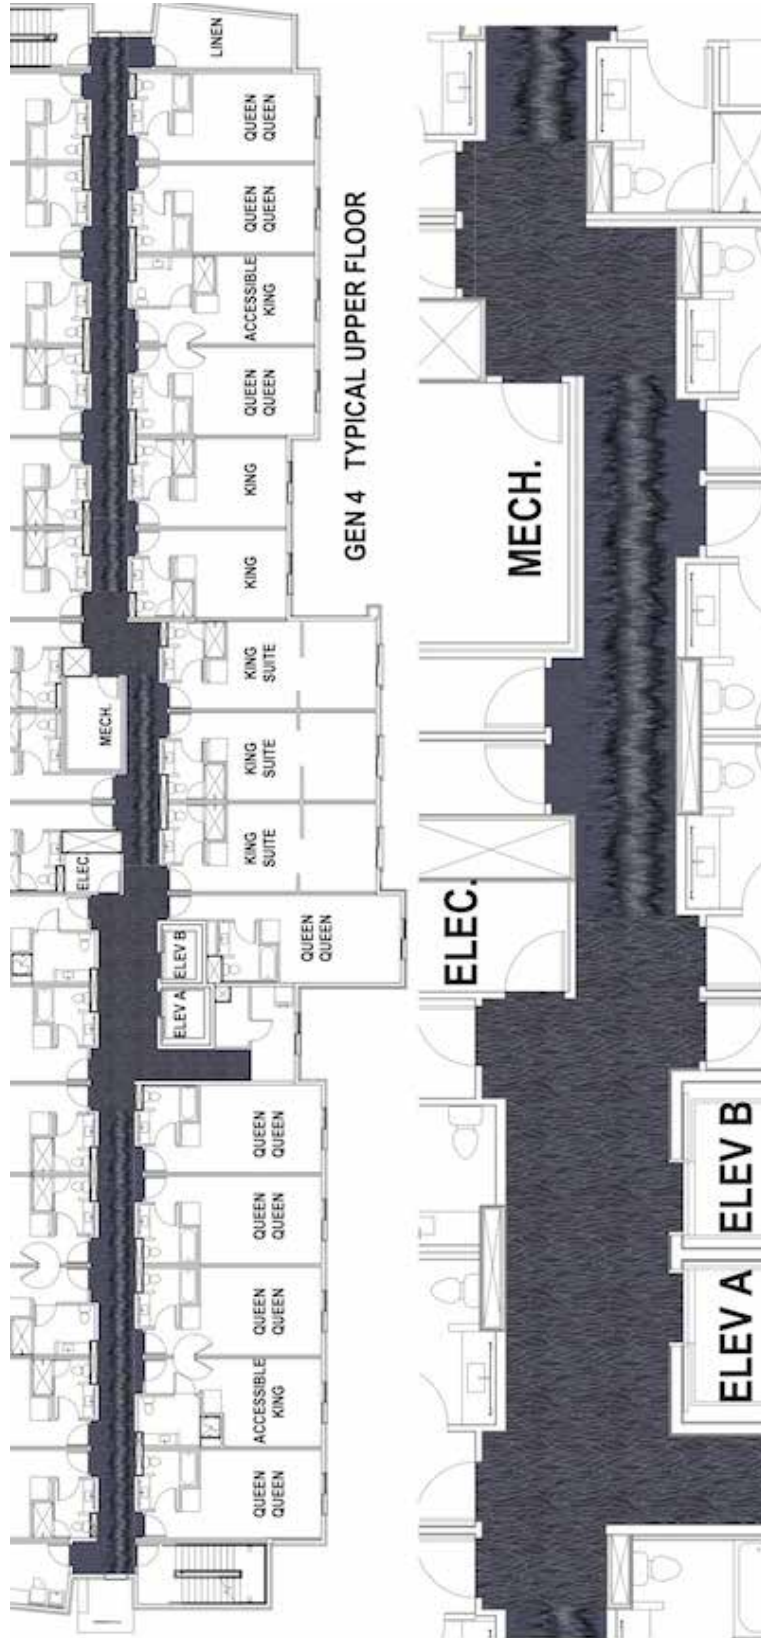 LINEN
QUEEN
QUEEN
QUEEN
QUEEN
ACCESSIBLE
KING
QUEEN
QUEEN
KING
KING
KING
SUITE
KING
SUITE
KING
SUITE
QUEEN
QUEEN
QUEEN
QUEEN
QUEEN
QUEEN
QUEEN
QUEEN
ACCESSIBLE
KING
QUEEN
QUEEN
MECH.
ELEC
ELEV B
ELEV A
GEN 4 TYPICAL UPPER FLOOR
MECH.
ELEC.
ELEV B
ELEV A